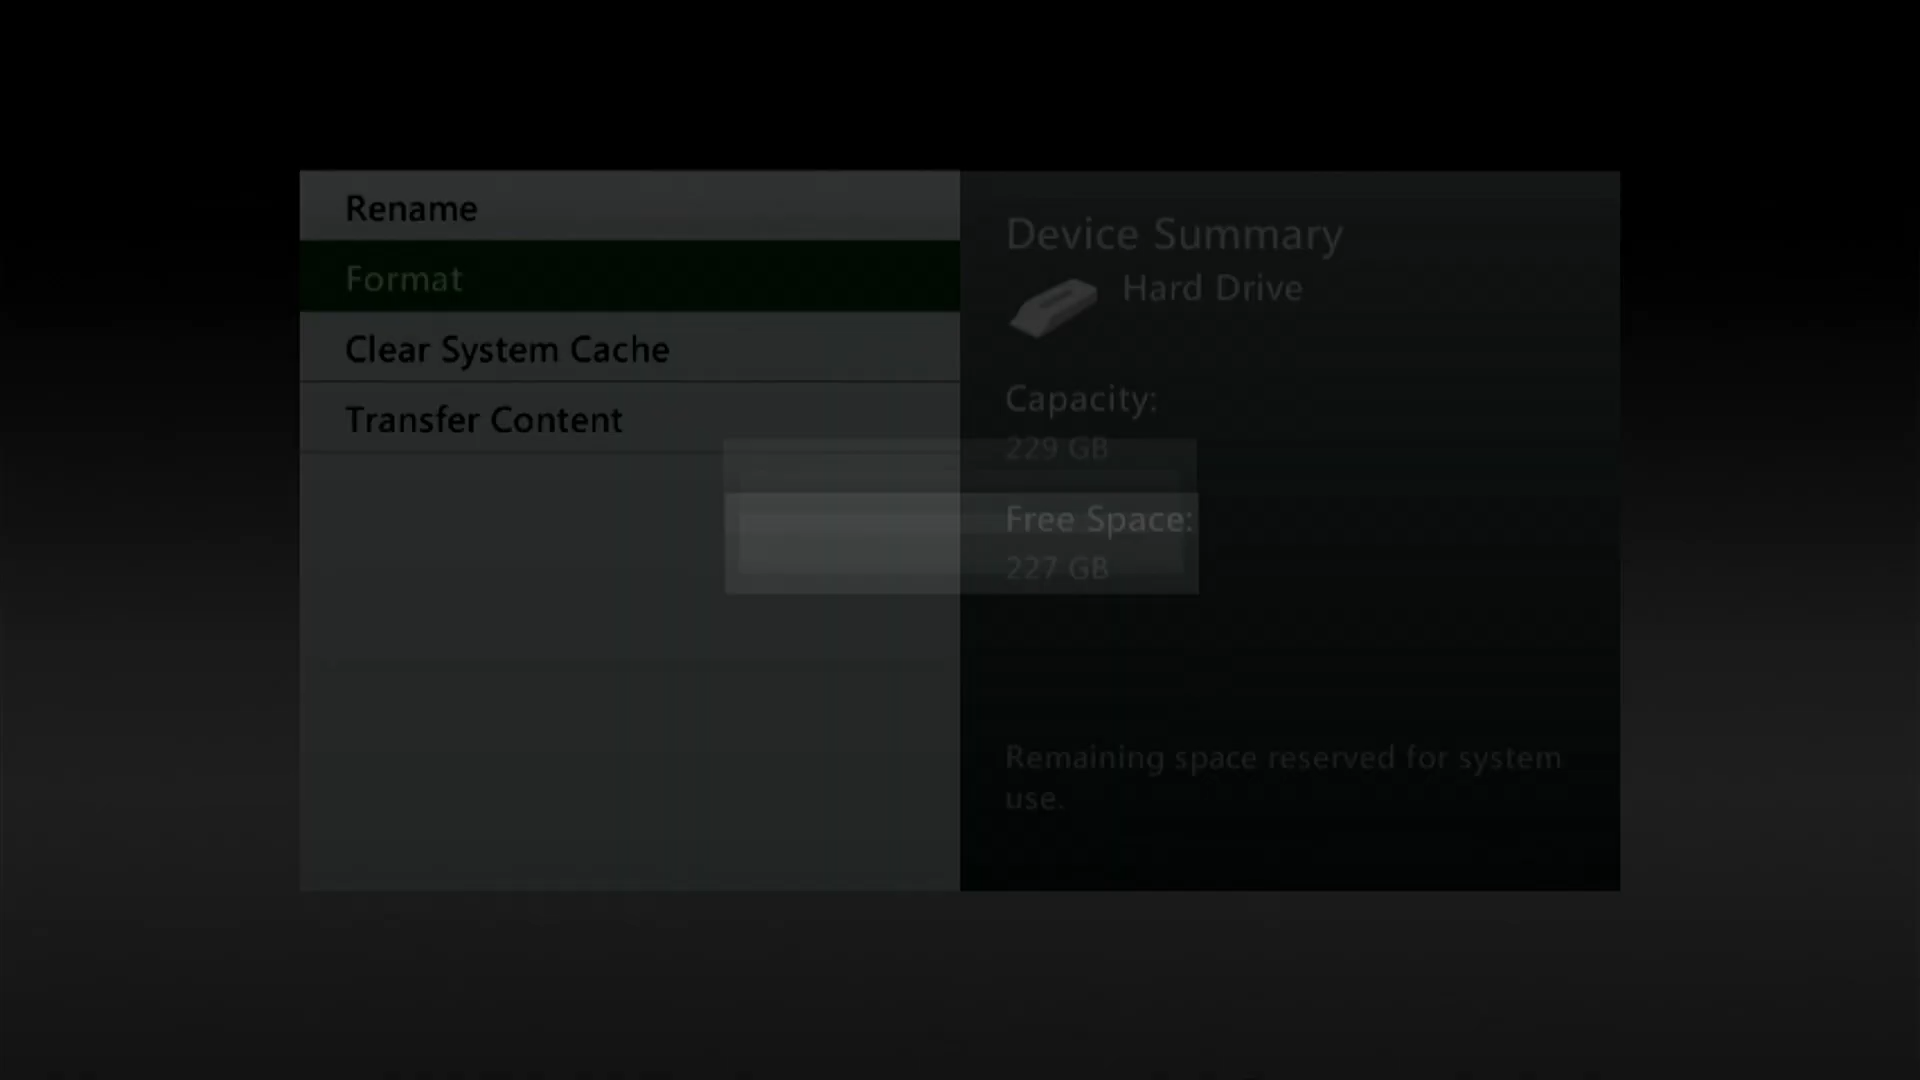 Rename
Format
Clear System Cache
Transfer Content
Device Summary
Hard Drive
Capacity:
229 GB
Free Space:
227 GB
Remaining space reserved for system
use.